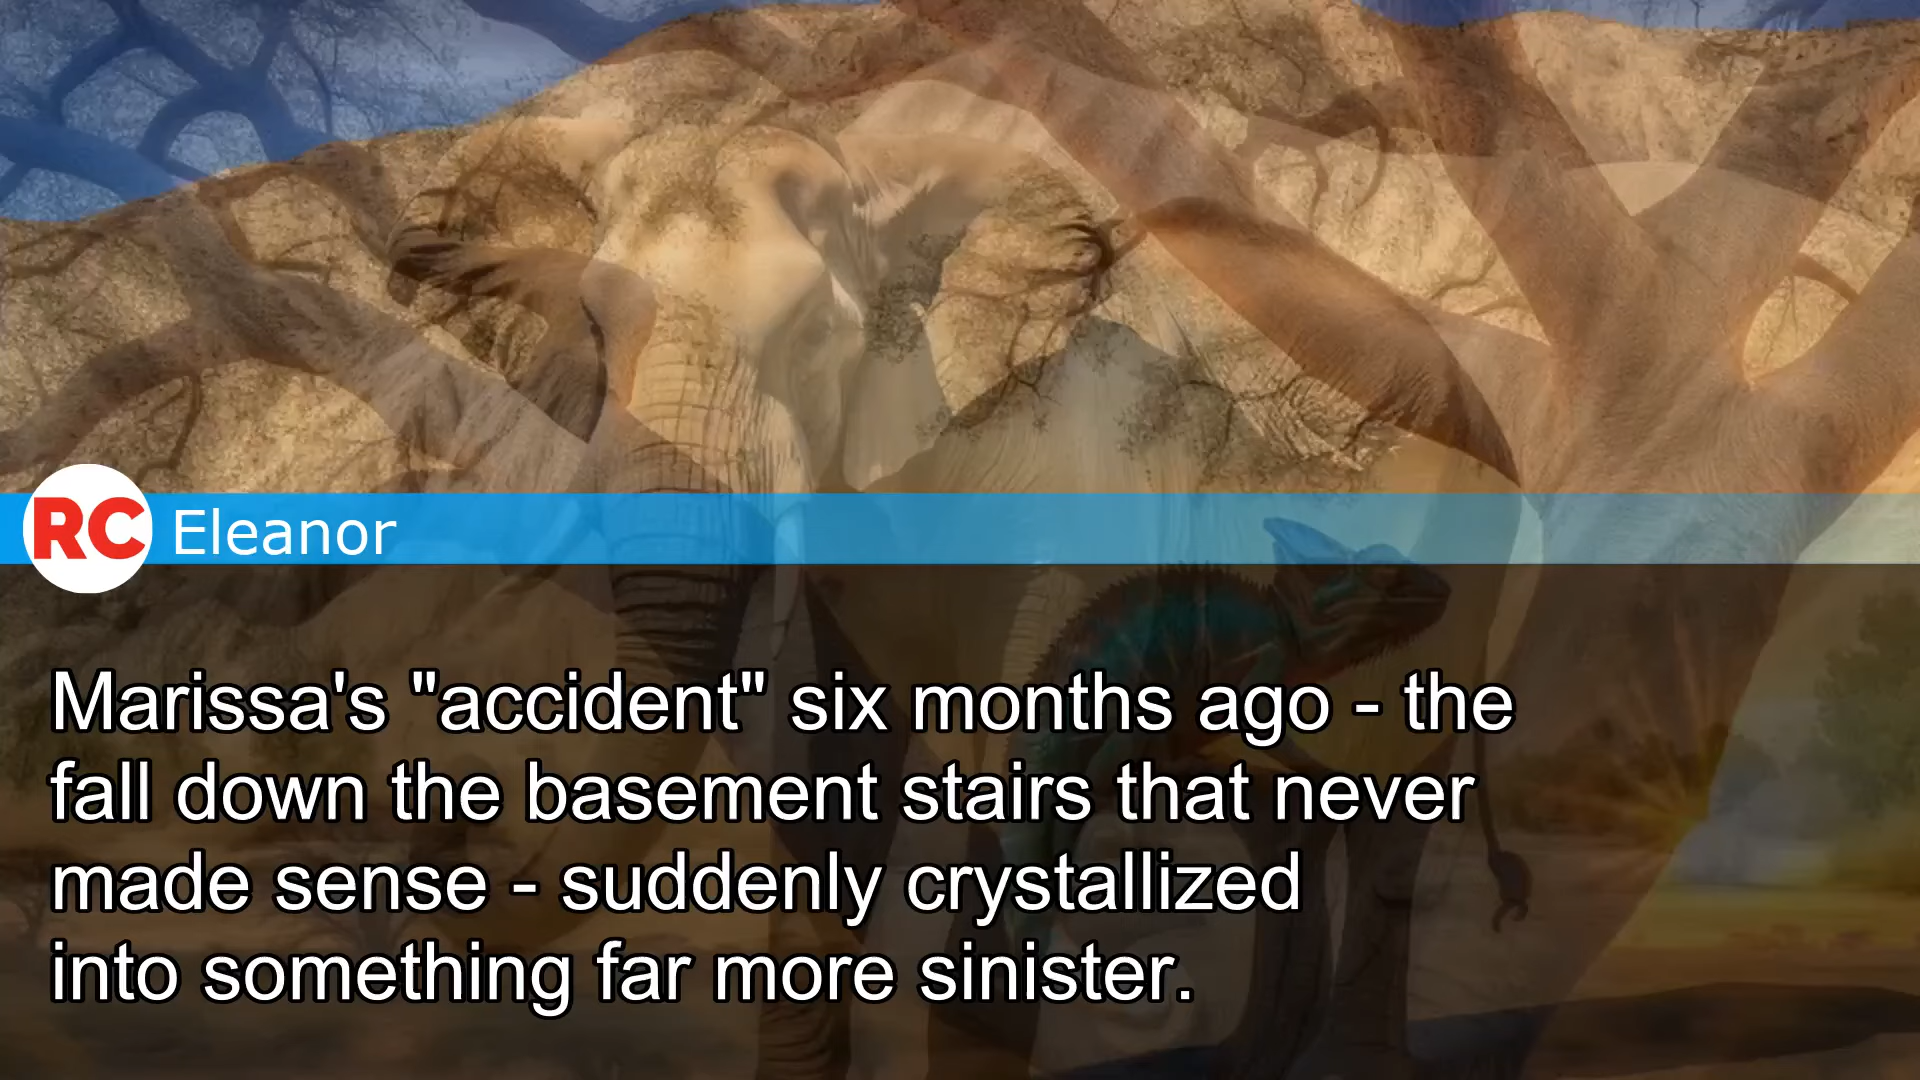 RC Eleanor
Marissa's "accident" six months ago - the
fall down the basement stairs that never
made sense - suddenly crystallized
into something far more sinister.